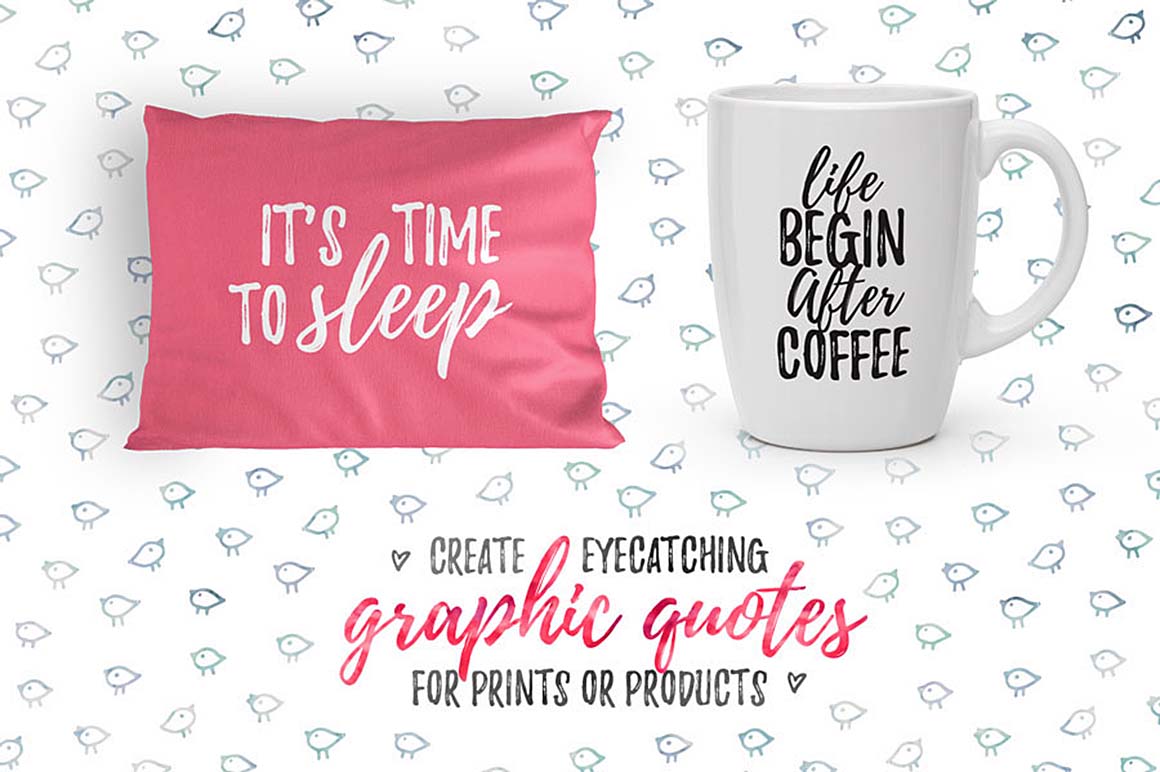 IT'S TIME
TO sleep
life
BEGIN
After
COFFEE
CREATE EYECATCHING
graphic quotes
FOR PRINTS OR PRODUCTS